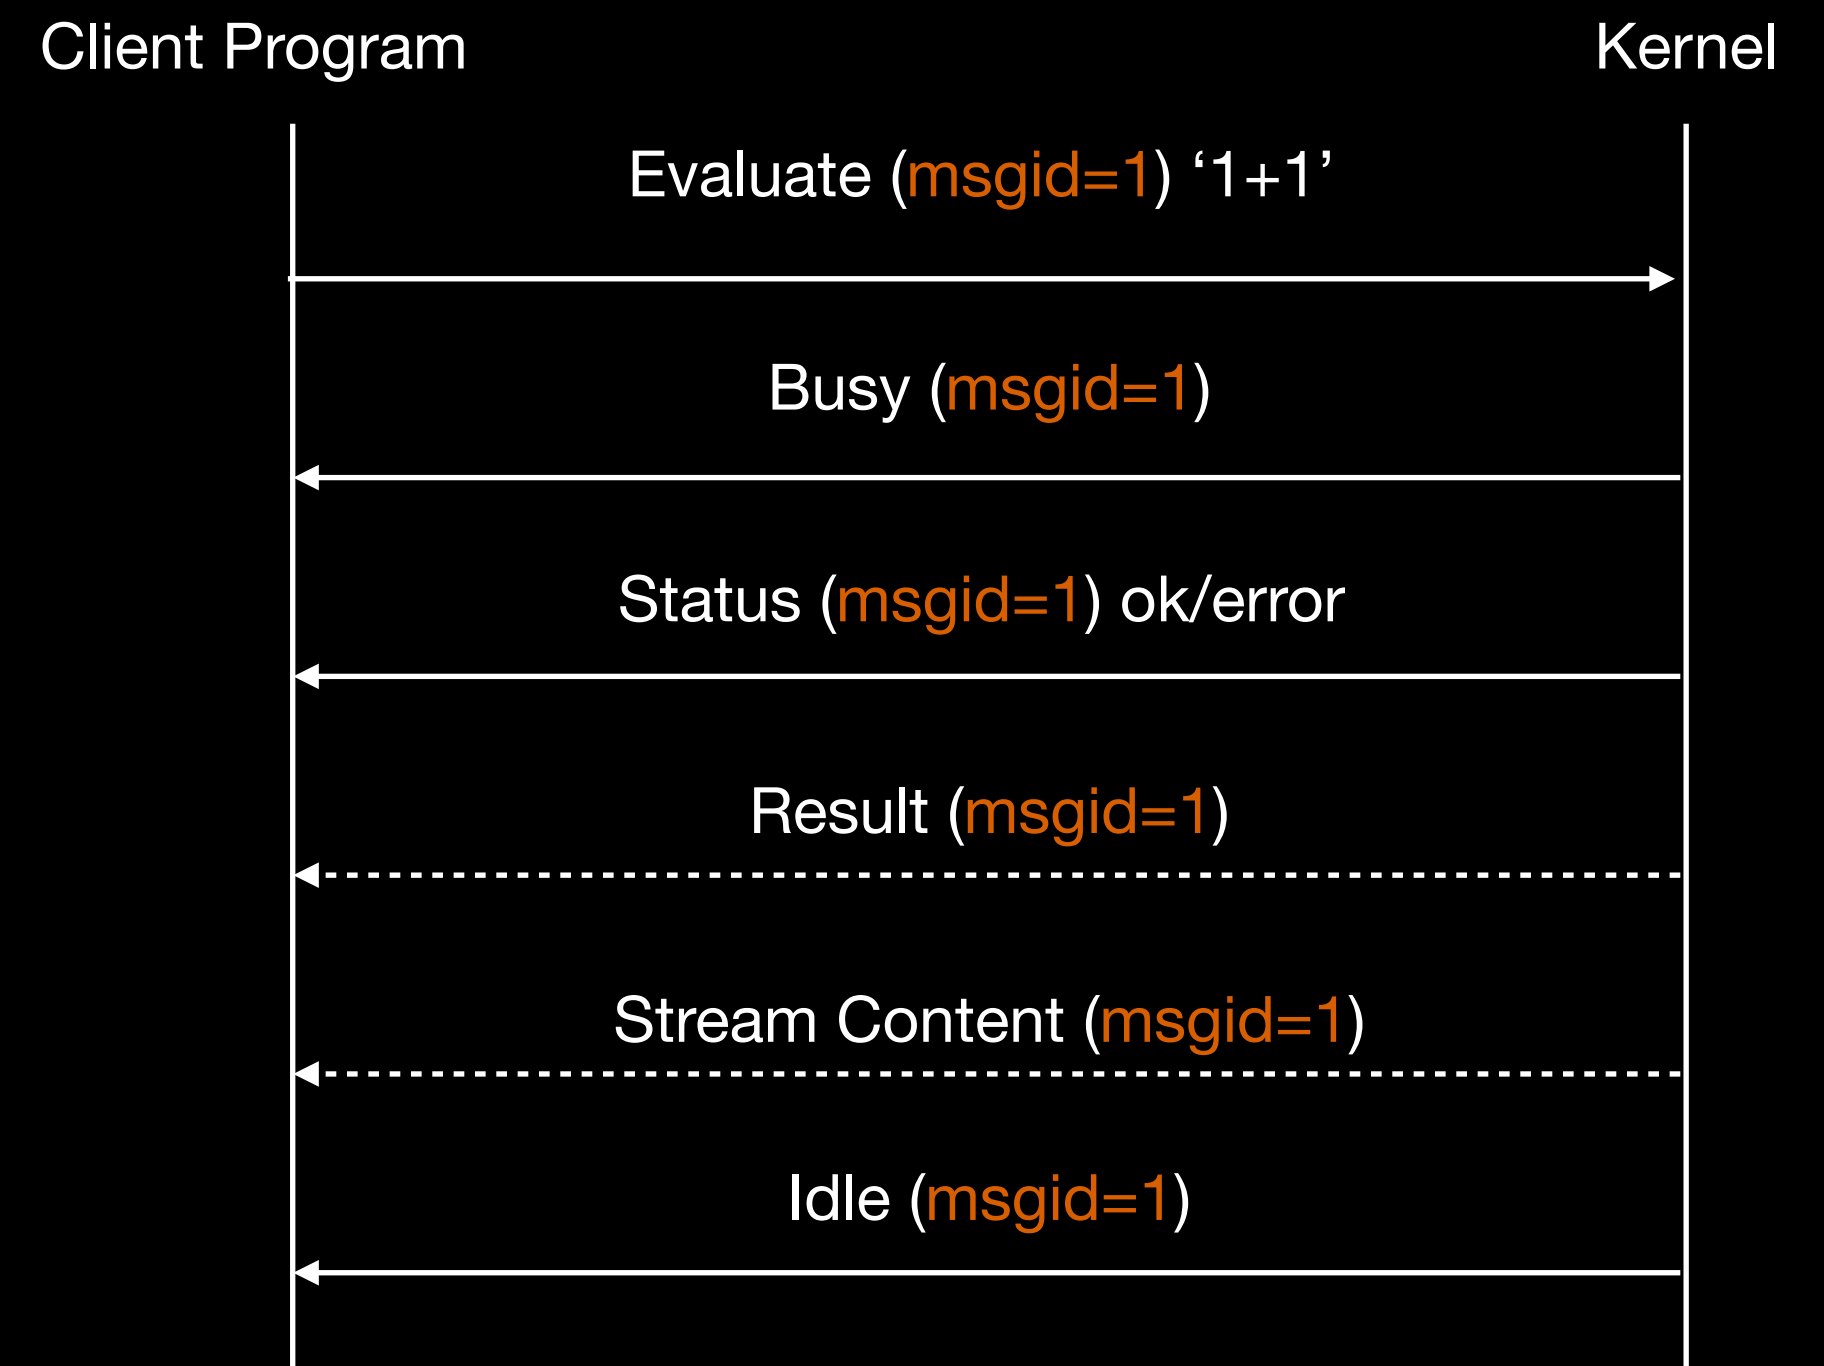 Client Program
Kernel
Evaluate (msgid=1) ‘1+1’
Busy (msgid=1)
Status (msgid=1) ok/error
Result (msgid=1)
Stream Content (msgid=1)
Idle (msgid=1)